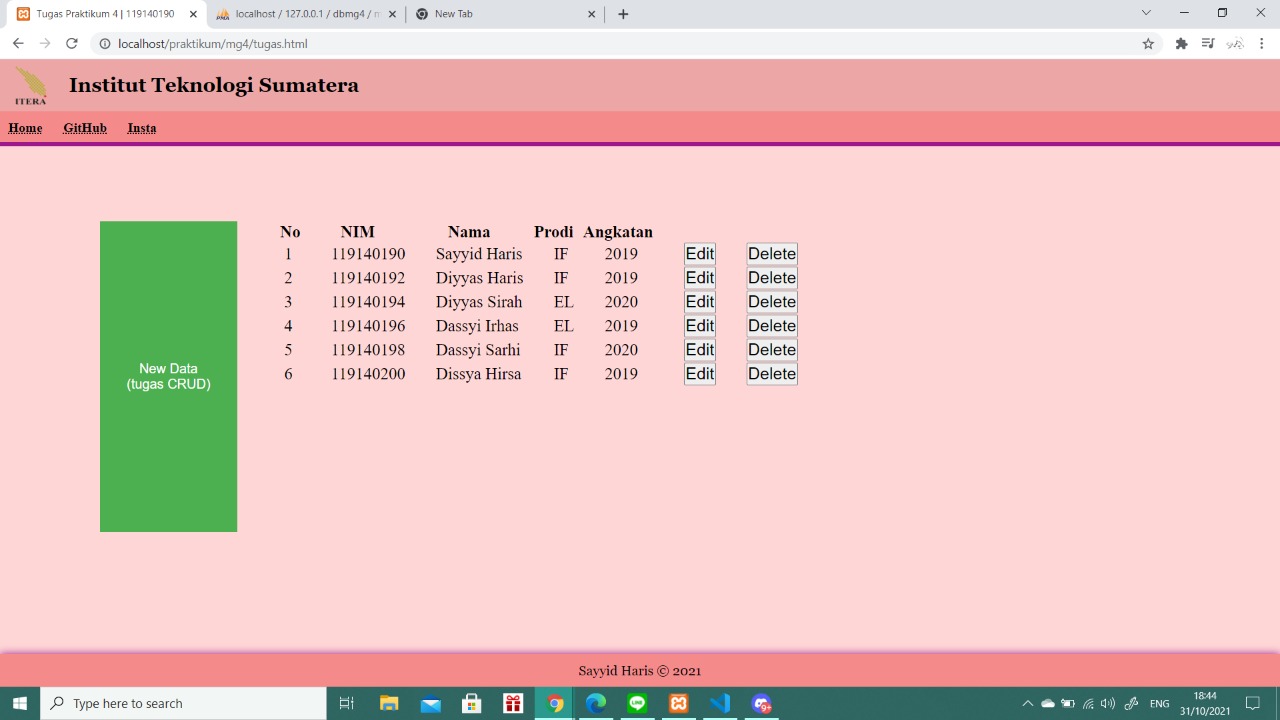 Tugas Praktikum 4 | 119140190
localhost / 127.0.0.1 / dbmg4 /
New Tab
localhost/praktikum/mg4/tugas.html
ITERA
Institut Teknologi Sumatera
Home GitHub Insta
No NIM Nama Prodi Angkatan
1 119140190 Sayyid Haris IF 2019 Edit Delete
2 119140192 Diyyas Haris IF 2019 Edit Delete
3 119140194 Diyyas Sirah EL 2020 Edit Delete
4 119140196 Dassyi Irhas EL 2019 Edit Delete
5 119140198 Dassyi Sarhi IF 2020 Edit Delete
6 119140200 Dissya Hirsa IF 2019 Edit Delete
New Data
(tugas CRUD)
Sayyid Haris © 2021
Type here to search
ENG
18:44
31/10/2021